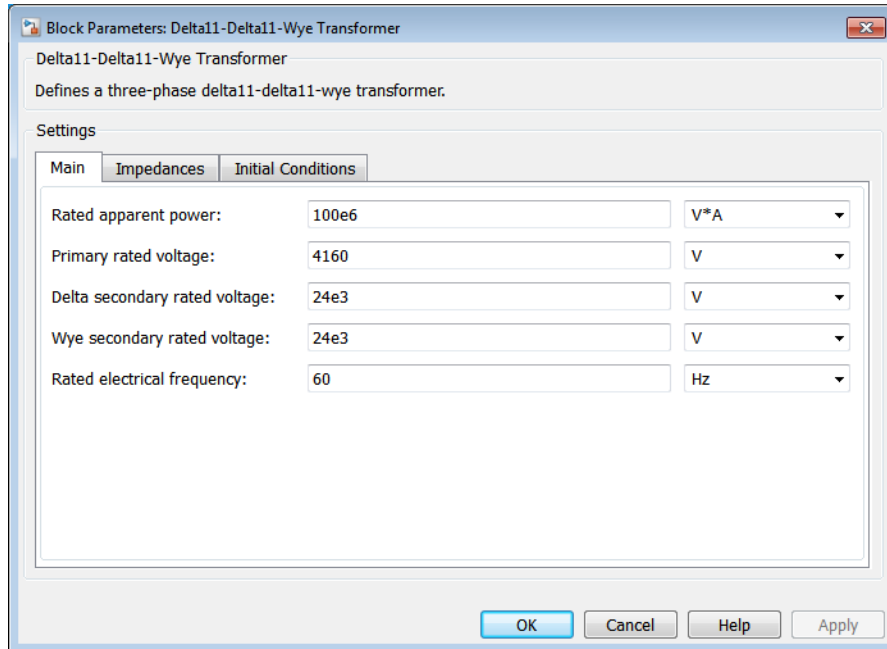 Block Parameters: Delta11-Delta11-Wye Transformer
Delta11-Delta11-Wye Transformer
Defines a three-phase delta11-delta11-wye transformer.
Settings
Main Impedances Initial Conditions
Rated apparent power: 100e6 V*A
Primary rated voltage: 4160 V
Delta secondary rated voltage: 24e3 V
Wye secondary rated voltage: 24e3 V
Rated electrical frequency: 60 Hz
OK Cancel Help Apply